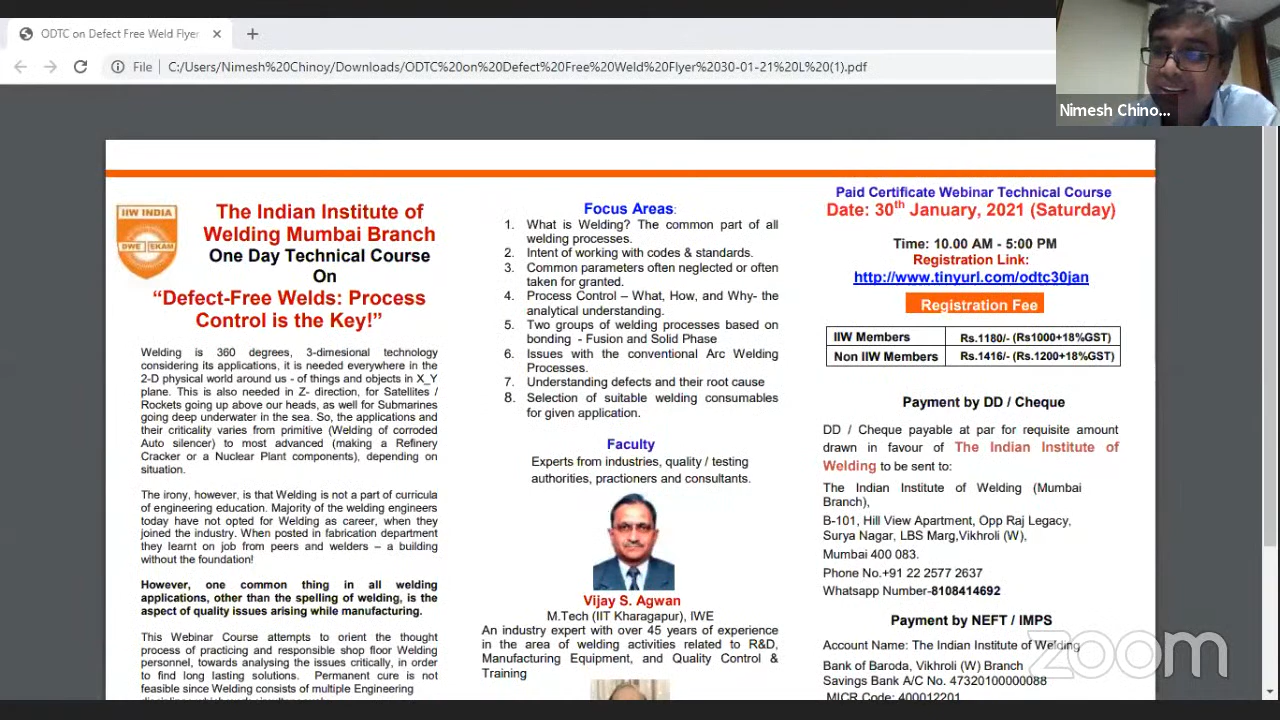 ODTC on Defect Free Weld Flyer
File
C:/Users/Nimesh%20Chinoy/Downloads/ODTC%20on%20Defect%20Free%20Weld%20Flyer%2030-01-21%20L%20(1).pdf
Nimesh Chino...
IIW INDIA
The Indian Institute of
Welding Mumbai Branch
One Day Technical Course
On
“Defect-Free Welds: Process
Control is the Key!”
Welding is 360 degrees, 3-dimesional technology
considering its applications, it is needed everywhere in the
2-D physical world around us - of things and objects in X_Y
plane. This is also needed in Z- direction, for Satellites /
Rockets going up above our heads, as well for Submarines
going deep underwater in the sea. So, the applications and
their criticality varies from primitive (Welding of corroded
Auto silencer) to most advanced (making a Refinery
Cracker or a Nuclear Plant components), depending on
situation.
The irony, however, is that Welding is not a part of curricula
of engineering education. Majority of the welding engineers
today have not opted for Welding as career, when they
joined the industry. When posted in fabrication department
they learnt on job from peers and welders – a building
without the foundation!
However, one common thing in all welding
applications, other than the spelling of welding, is the
aspect of quality issues arising while manufacturing.
This Webinar Course attempts to orient the thought
process of practicing and responsible shop floor Welding
personnel, towards analysing the issues critically, in order
to find long lasting solutions. Permanent cure is not
feasible since Welding consists of multiple Engineering
Focus Areas:
1. What is Welding? The common part of all
welding processes.
2. Intent of working with codes & standards.
3. Common parameters often neglected or often
taken for granted.
4. Process Control – What, How, and Why- the
analytical understanding.
5. Two groups of welding processes based on
bonding - Fusion and Solid Phase
6. Issues with the conventional Arc Welding
Processes.
7. Understanding defects and their root cause
8. Selection of suitable welding consumables
for given application.
Faculty
Experts from industries, quality / testing
authorities, practioners and consultants.
Vijay S. Agwan
M.Tech (IIT Kharagapur), IWE
An industry expert with over 45 years of experience
in the area of welding activities related to R&D,
Manufacturing Equipment, and Quality Control &
Training
Paid Certificate Webinar Technical Course
Date: 30th January, 2021 (Saturday)
Time: 10.00 AM - 5:00 PM
Registration Link:
http://www.tinyurl.com/odtc30jan
Registration Fee
IIW Members Rs.1180/- (Rs1000+18%GST)
Non IIW Members Rs.1416/- (Rs.1200+18%GST)
Payment by DD / Cheque
DD / Cheque payable at par for requisite amount
drawn in favour of The Indian Institute of
Welding to be sent to:
The Indian Institute of Welding (Mumbai
Branch),
B-101, Hill View Apartment, Opp Raj Legacy,
Surya Nagar, LBS Marg,Vikhroli (W),
Mumbai 400 083.
Phone No.+91 22 2577 2637
Whatsapp Number-8108414692
Payment by NEFT / IMPS
Account Name: The Indian Institute of Welding
Bank of Baroda, Vikhroli (W) Branch
Savings Bank A/C No. 47320100000088
MICR Code: 400012201
zoom